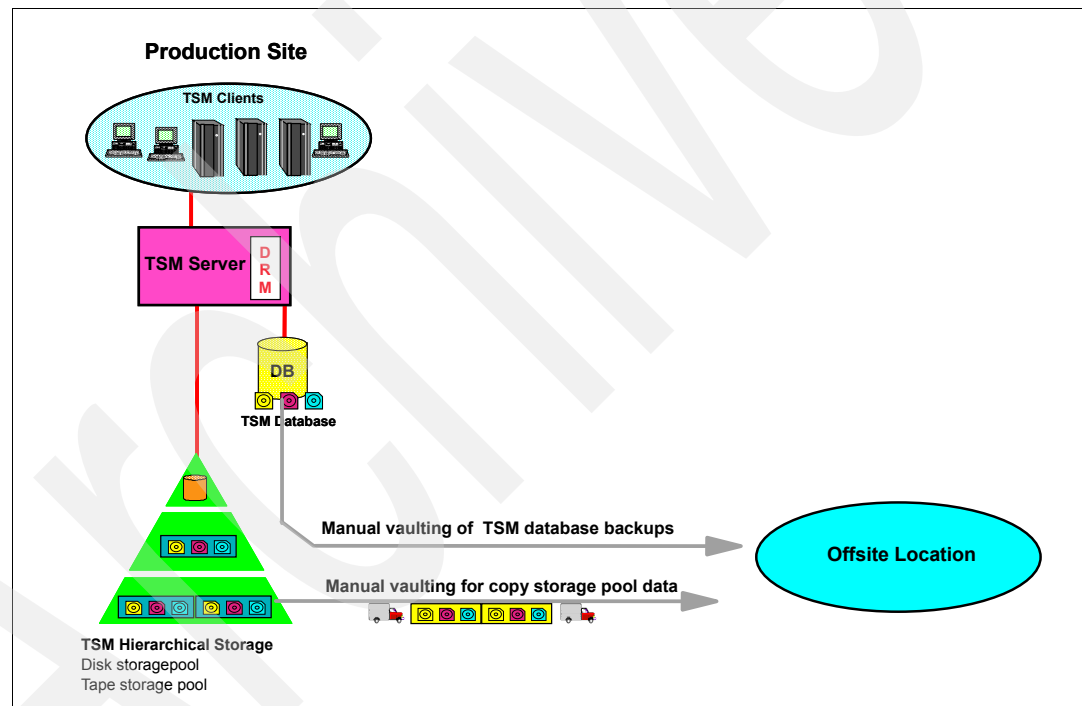 Production Site
TSM Clients
TSM Server
D
R
M
DB
TSM Database
Manual vaulting of TSM database backups
Offsite Location
Manual vaulting for copy storage pool data
TSM Hierarchical Storage
Disk storagepool
Tape storage pool